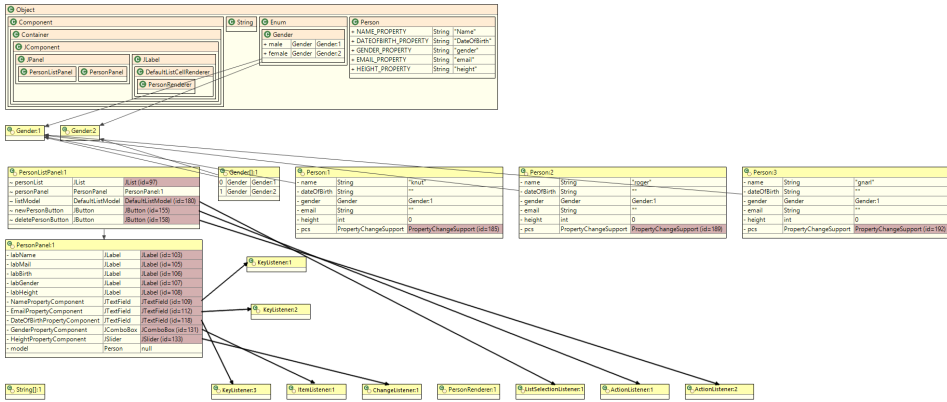 Object
Component
Container
JComponent
JPanel
PersonListPanel
PersonPanel
JLabel
DefaultListCellRenderer
PersonRenderer
String
Enum
Gender
+ male Gender Gender:1
+ female Gender Gender:2
Person
+ NAME_PROPERTY String "Name"
+ DATEOFBIRTH_PROPERTY String "DateOfBirth"
+ GENDER_PROPERTY String "gender"
+ EMAIL_PROPERTY String "email"
+ HEIGHT_PROPERTY String "height"
Gender:1
Gender:2
PersonListPanel:1
~ personList JList JList (id=97)
~ personPanel PersonPanel PersonPanel:1
~ listModel DefaultListModel DefaultListModel (id=180)
~ newPersonButton JButton JButton (id=155)
~ deletePersonButton JButton JButton (id=158)
Gender[]:1
0 Gender Gender:1
1 Gender Gender:2
Person:1
- name String "knut"
- dateOfBirth String ""
- gender Gender Gender:1
- email String ""
- height int 0
- pcs PropertyChangeSupport PropertyChangeSupport (id=185)
Person:2
- name String "roger"
- dateOfBirth String ""
- gender Gender Gender:1
- email String ""
- height int 0
- pcs PropertyChangeSupport PropertyChangeSupport (id=189)
Person:3
- name String "gnarl"
- dateOfBirth String ""
- gender Gender Gender:1
- email String ""
- height int 0
- pcs PropertyChangeSupport PropertyChangeSupport (id=192)
PersonPanel:1
- labName JLabel JLabel (id=103)
- labMail JLabel JLabel (id=105)
- labBirth JLabel JLabel (id=106)
- labGender JLabel JLabel (id=107)
- labHeight JLabel JLabel (id=108)
- NamePropertyComponent JTextField JTextField (id=109)
- EmailPropertyComponent JTextField JTextField (id=112)
- DateOfBirthPropertyComponent JTextField JTextField (id=118)
- GenderPropertyComponent JComboBox JComboBox (id=131)
- HeightPropertyComponent JSlider JSlider (id=133)
- model Person null
KeyListener:1
KeyListener:2
String[]:1
KeyListener:3
ItemListener:1
ChangeListener:1
PersonRenderer:1
ListSelectionListener:1
ActionListener:1
ActionListener:2